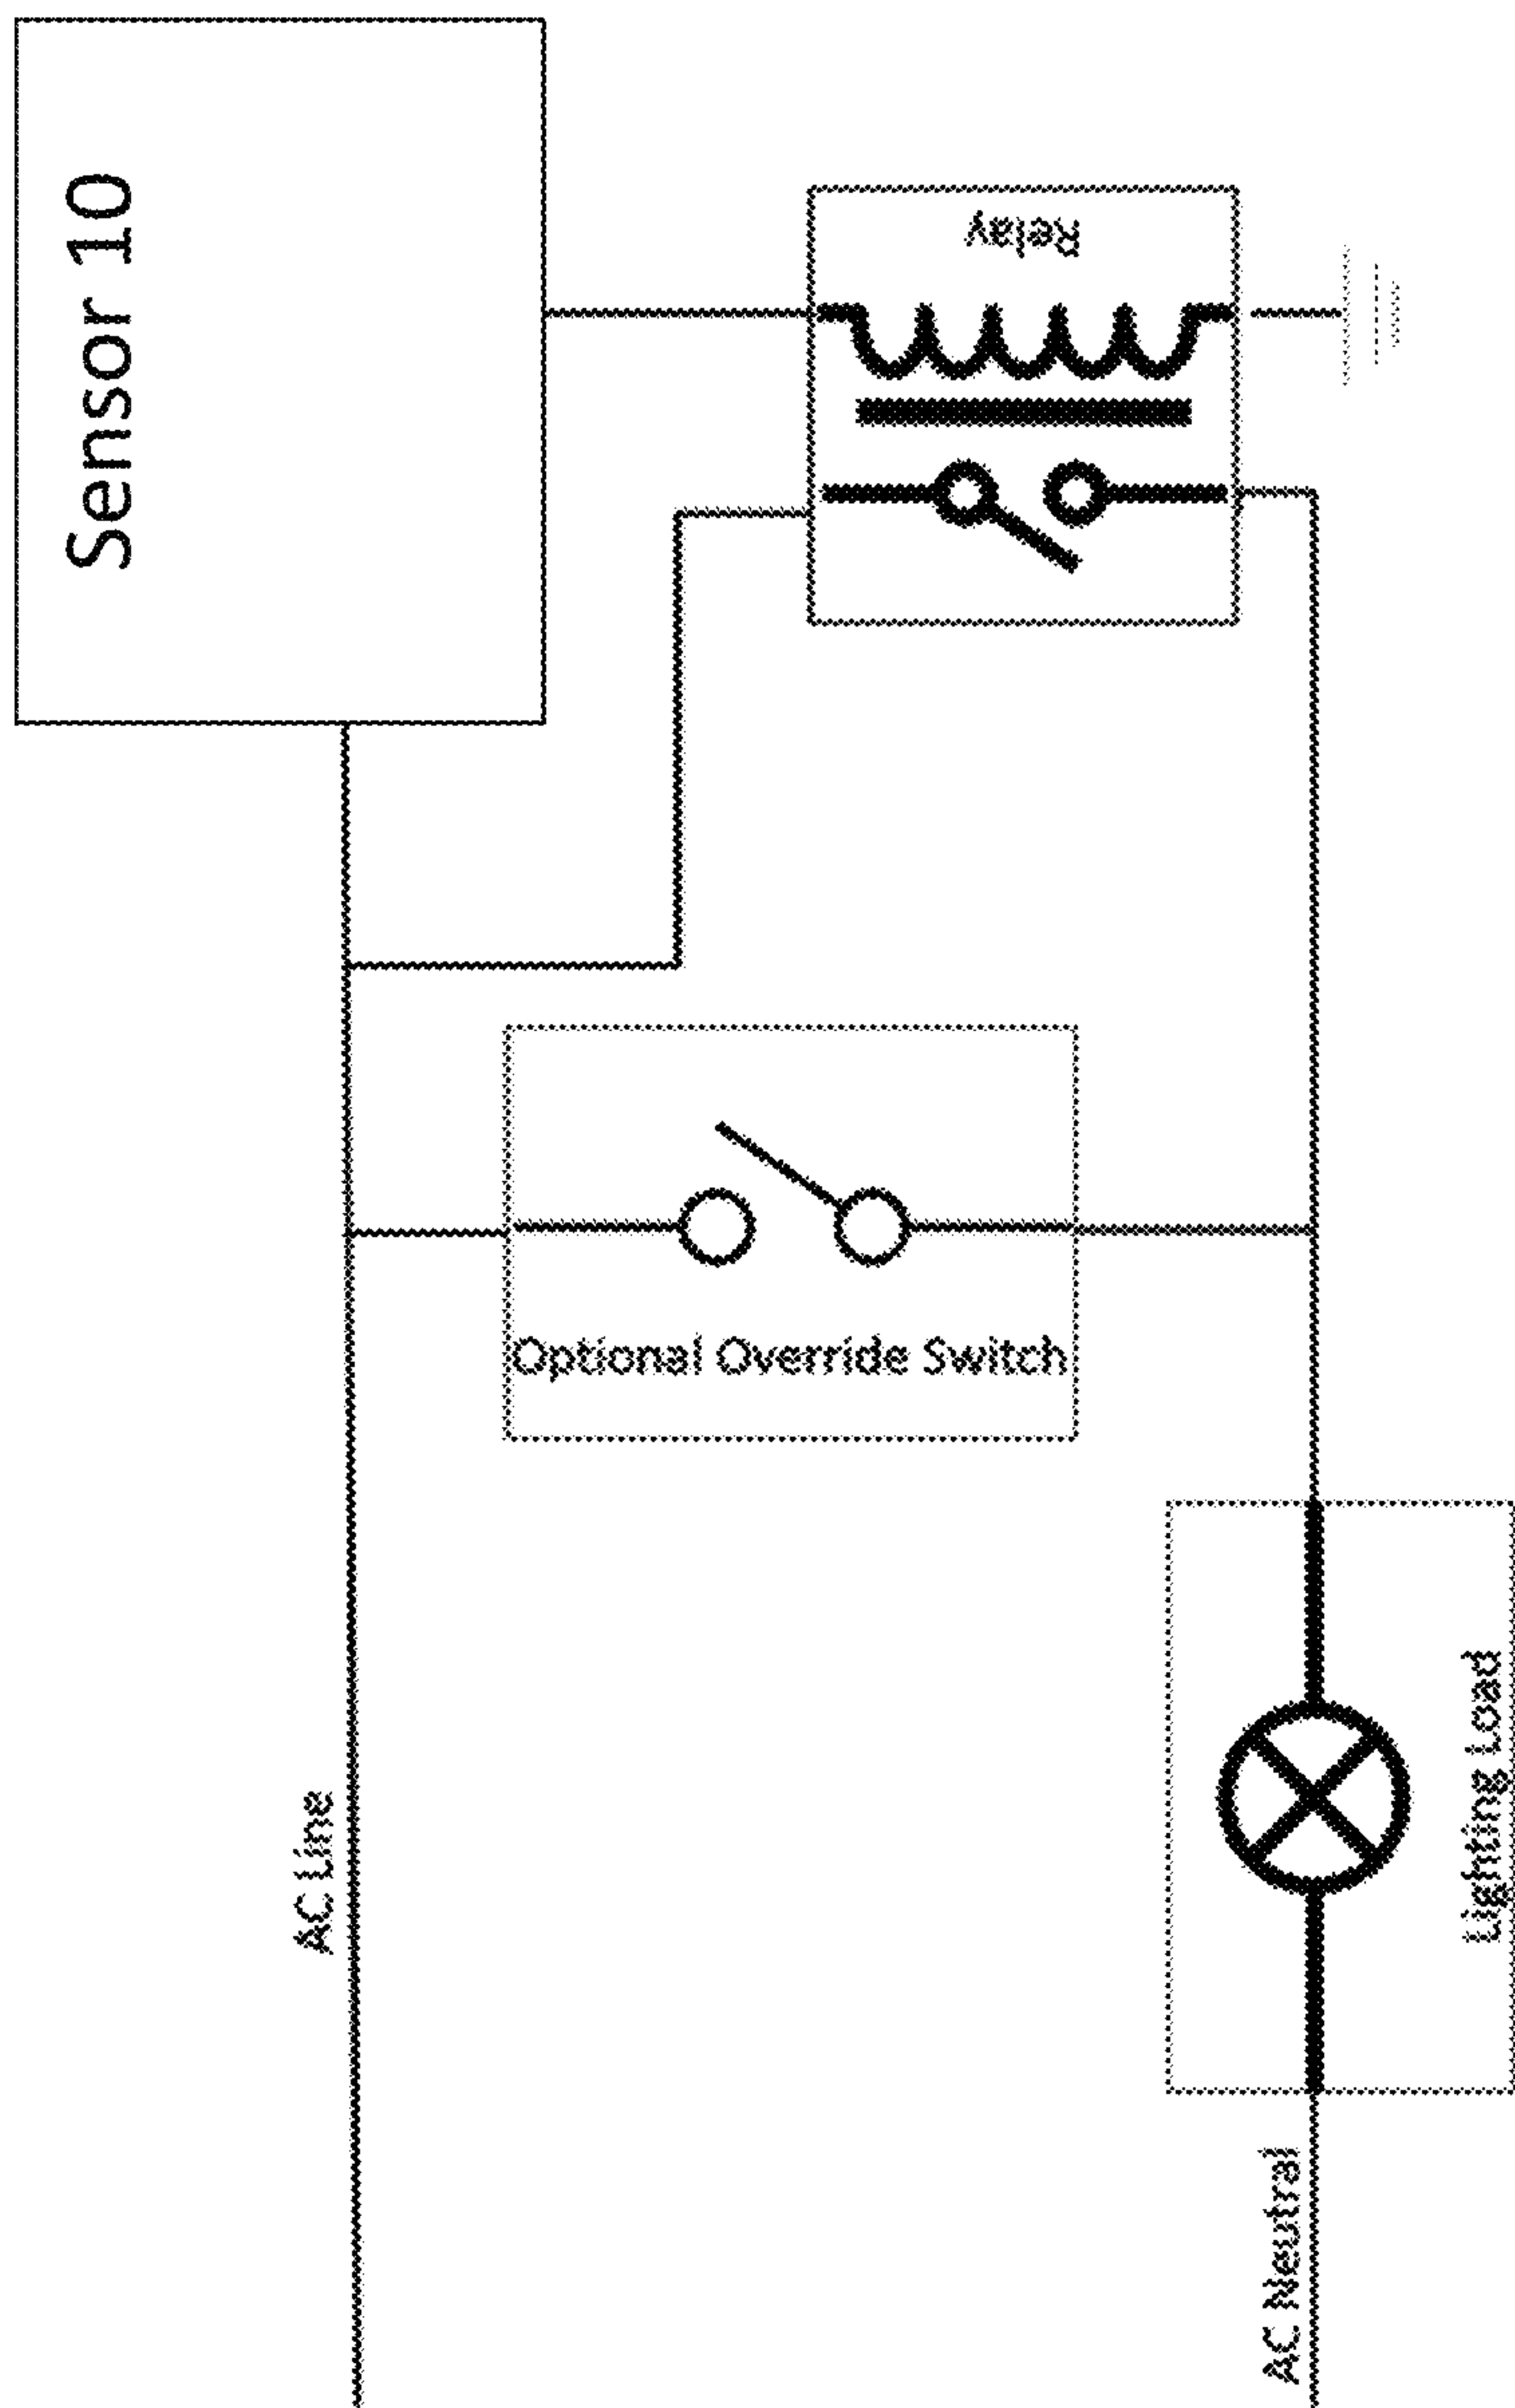 Sensor 10
Relay
Optional Override Switch
Lighting Load
AC Line
AC Neutral